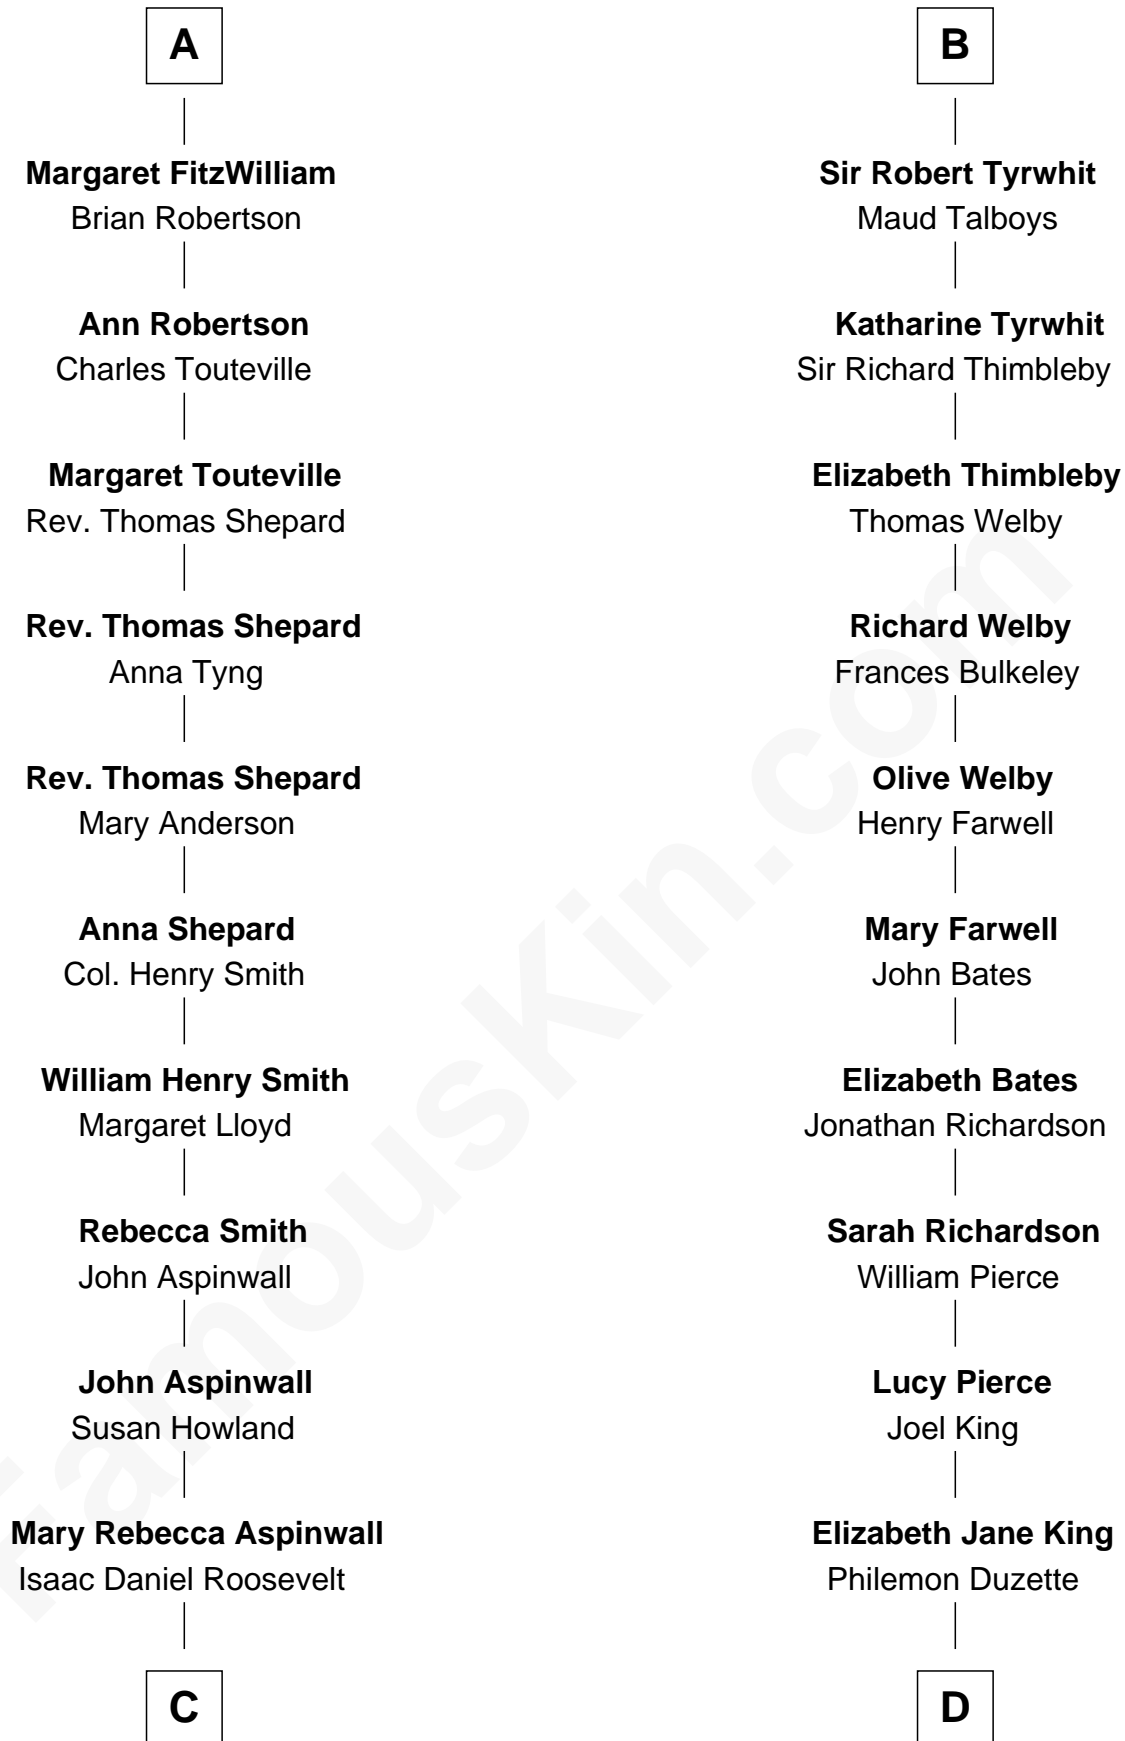 A
Margaret FitzWilliam
Brian Robertson
Ann Robertson
Charles Touteville
Margaret Touteville
Rev. Thomas Shepard
Rev. Thomas Shepard
Anna Tyng
Rev. Thomas Shepard
Mary Anderson
Anna Shepard
Col. Henry Smith
William Henry Smith
Margaret Lloyd
Rebecca Smith
John Aspinwall
John Aspinwall
Susan Howland
Mary Rebecca Aspinwall
Isaac Daniel Roosevelt
C
B
Sir Robert Tyrwhit
Maud Talboys
Katharine Tyrwhit
Sir Richard Thimbleby
Elizabeth Thimbleby
Thomas Welby
Richard Welby
Frances Bulkeley
Olive Welby
Henry Farwell
Mary Farwell
John Bates
Elizabeth Bates
Jonathan Richardson
Sarah Richardson
William Pierce
Lucy Pierce
Joel King
Elizabeth Jane King
Philemon Duzette
D
FamousKin.com